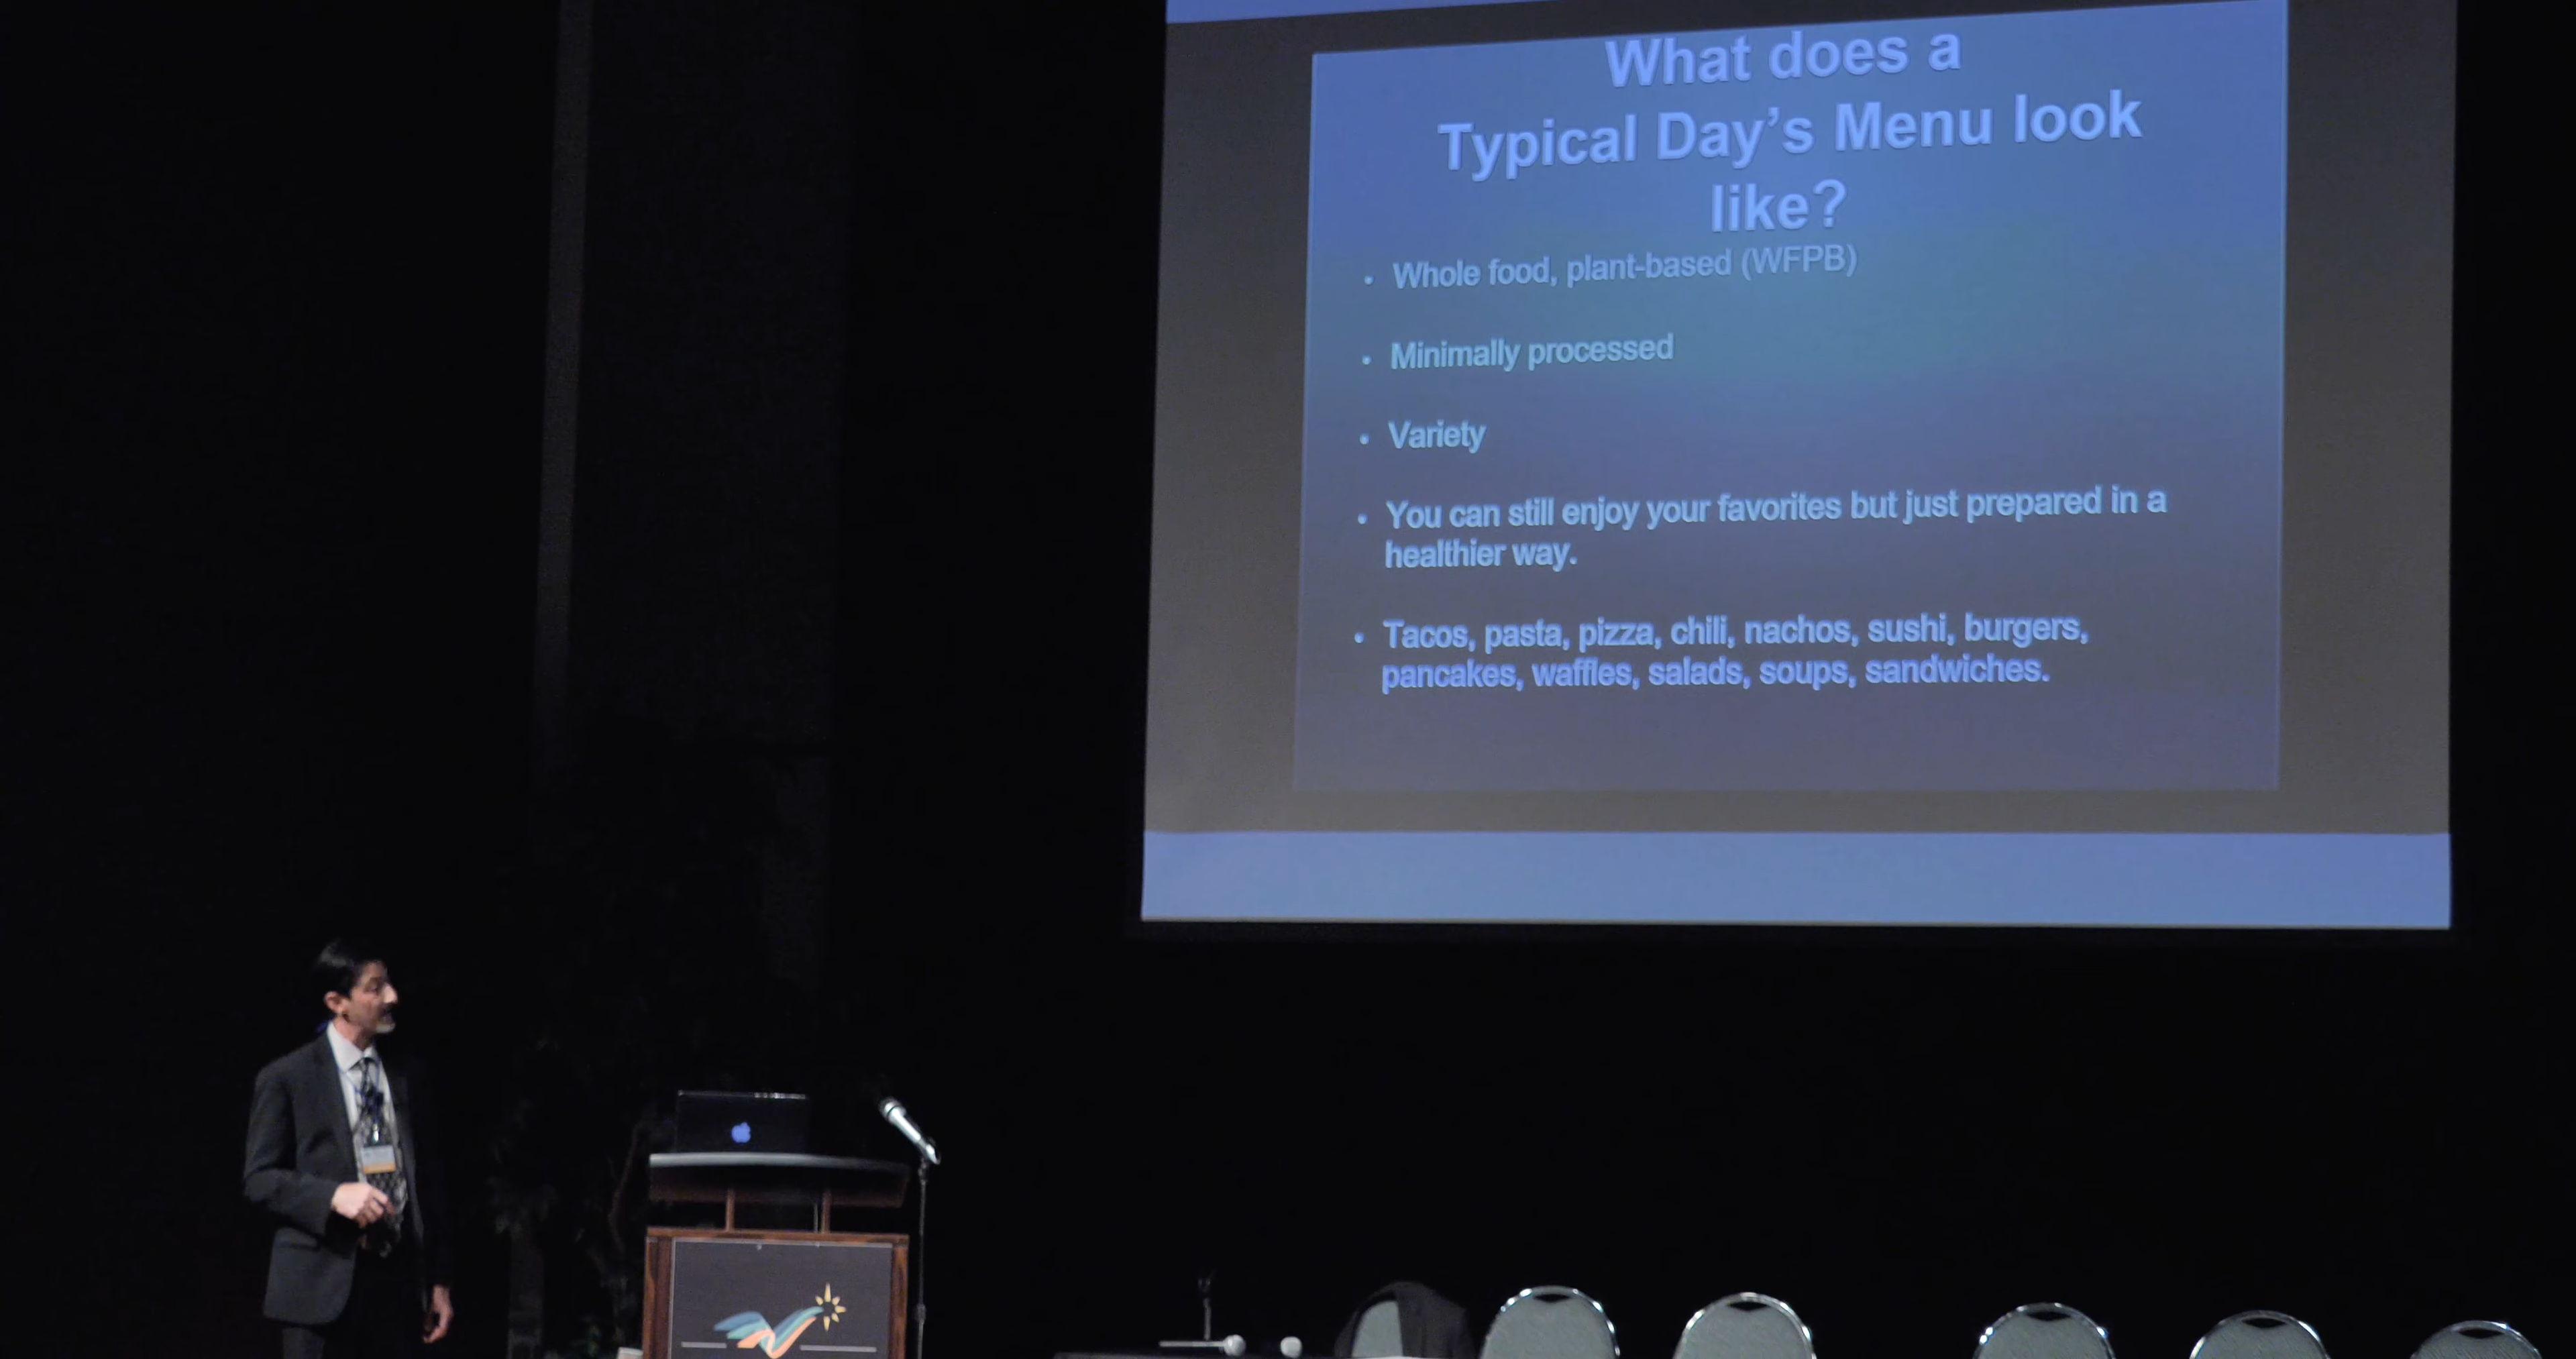 What does a
Typical Day’s Menu look
like?
• Whole food, plant-based (WFPB)
• Minimally processed
• Variety
• You can still enjoy your favorites but just prepared in a
healthier way.
• Tacos, pasta, pizza, chili, nachos, sushi, burgers,
pancakes, waffles, salads, soups, sandwiches.